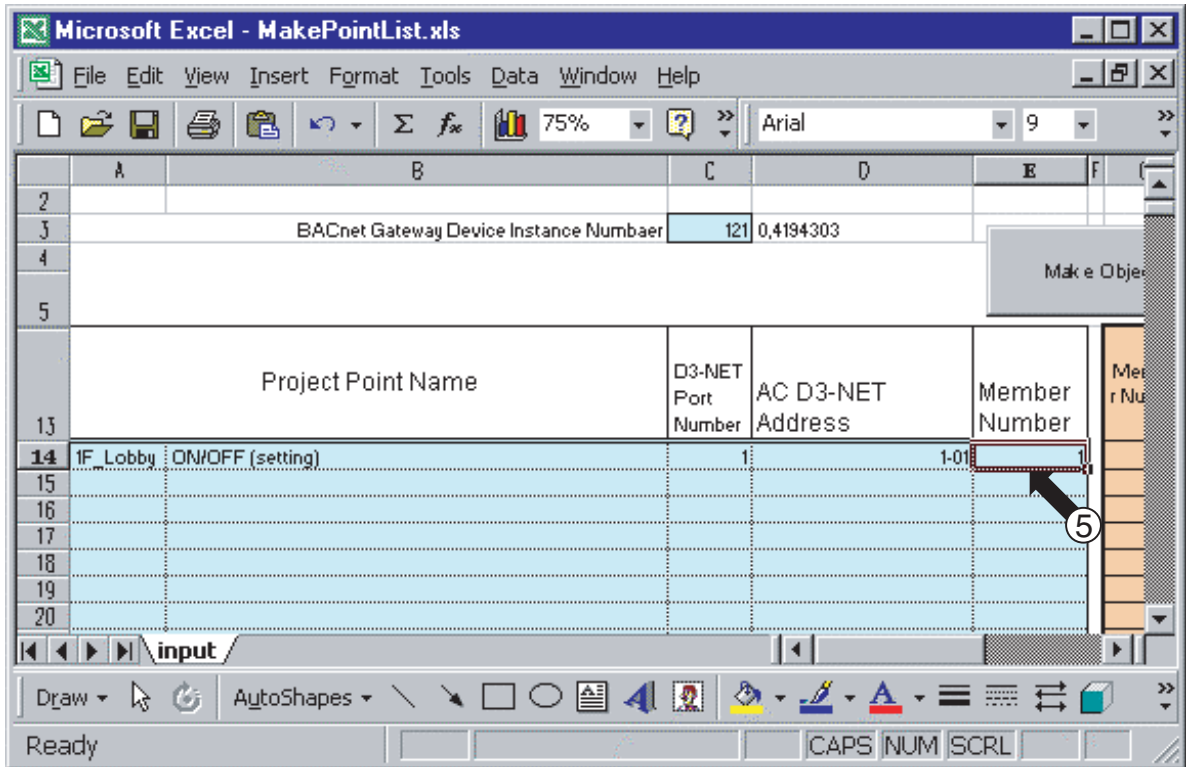 Microsoft Excel - MakePointList.xls
File Edit View Insert Format Tools Data Window Help
Σ fx 75% ? » Arial 9 »
A B C D E F
2
3 BACnet Gateway Device Instance Numbaer 121 0,4194303
4 Make Obje
5
13 Project Point Name D3-NET Port Number AC D3-NET Address Member Number
14 1F_Lobby ON/OFF (setting) 1 1-01 1
15
16
17 5
18
19
20
input
Draw AutoShapes A A »
Ready CAPS NUM SCRL